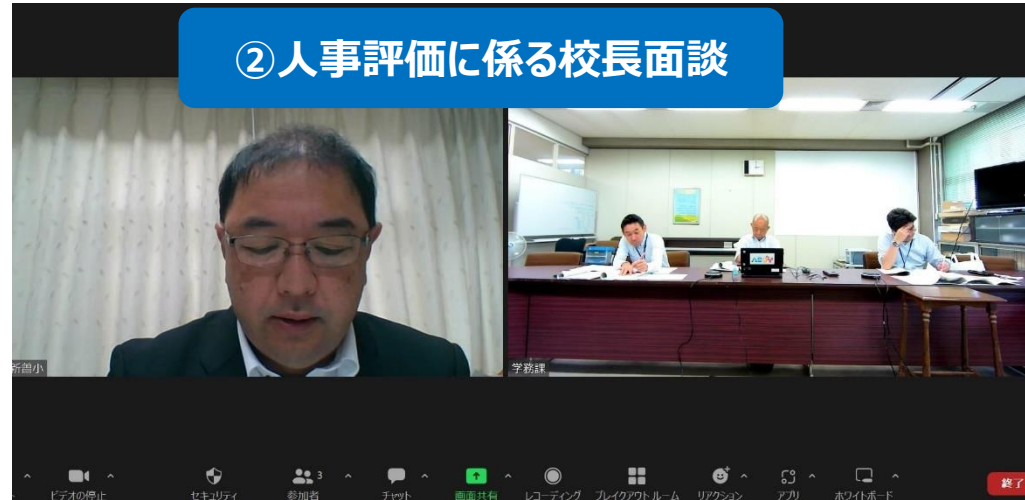 ②人事評価に係る校長面談
新曽小
学務課
3
ビデオの停止
セキュリティ
参加者
チャット
画面共有
レコーディング
ブレイクアウト ルーム
リアクション
アプリ
ホワイトボード
終了